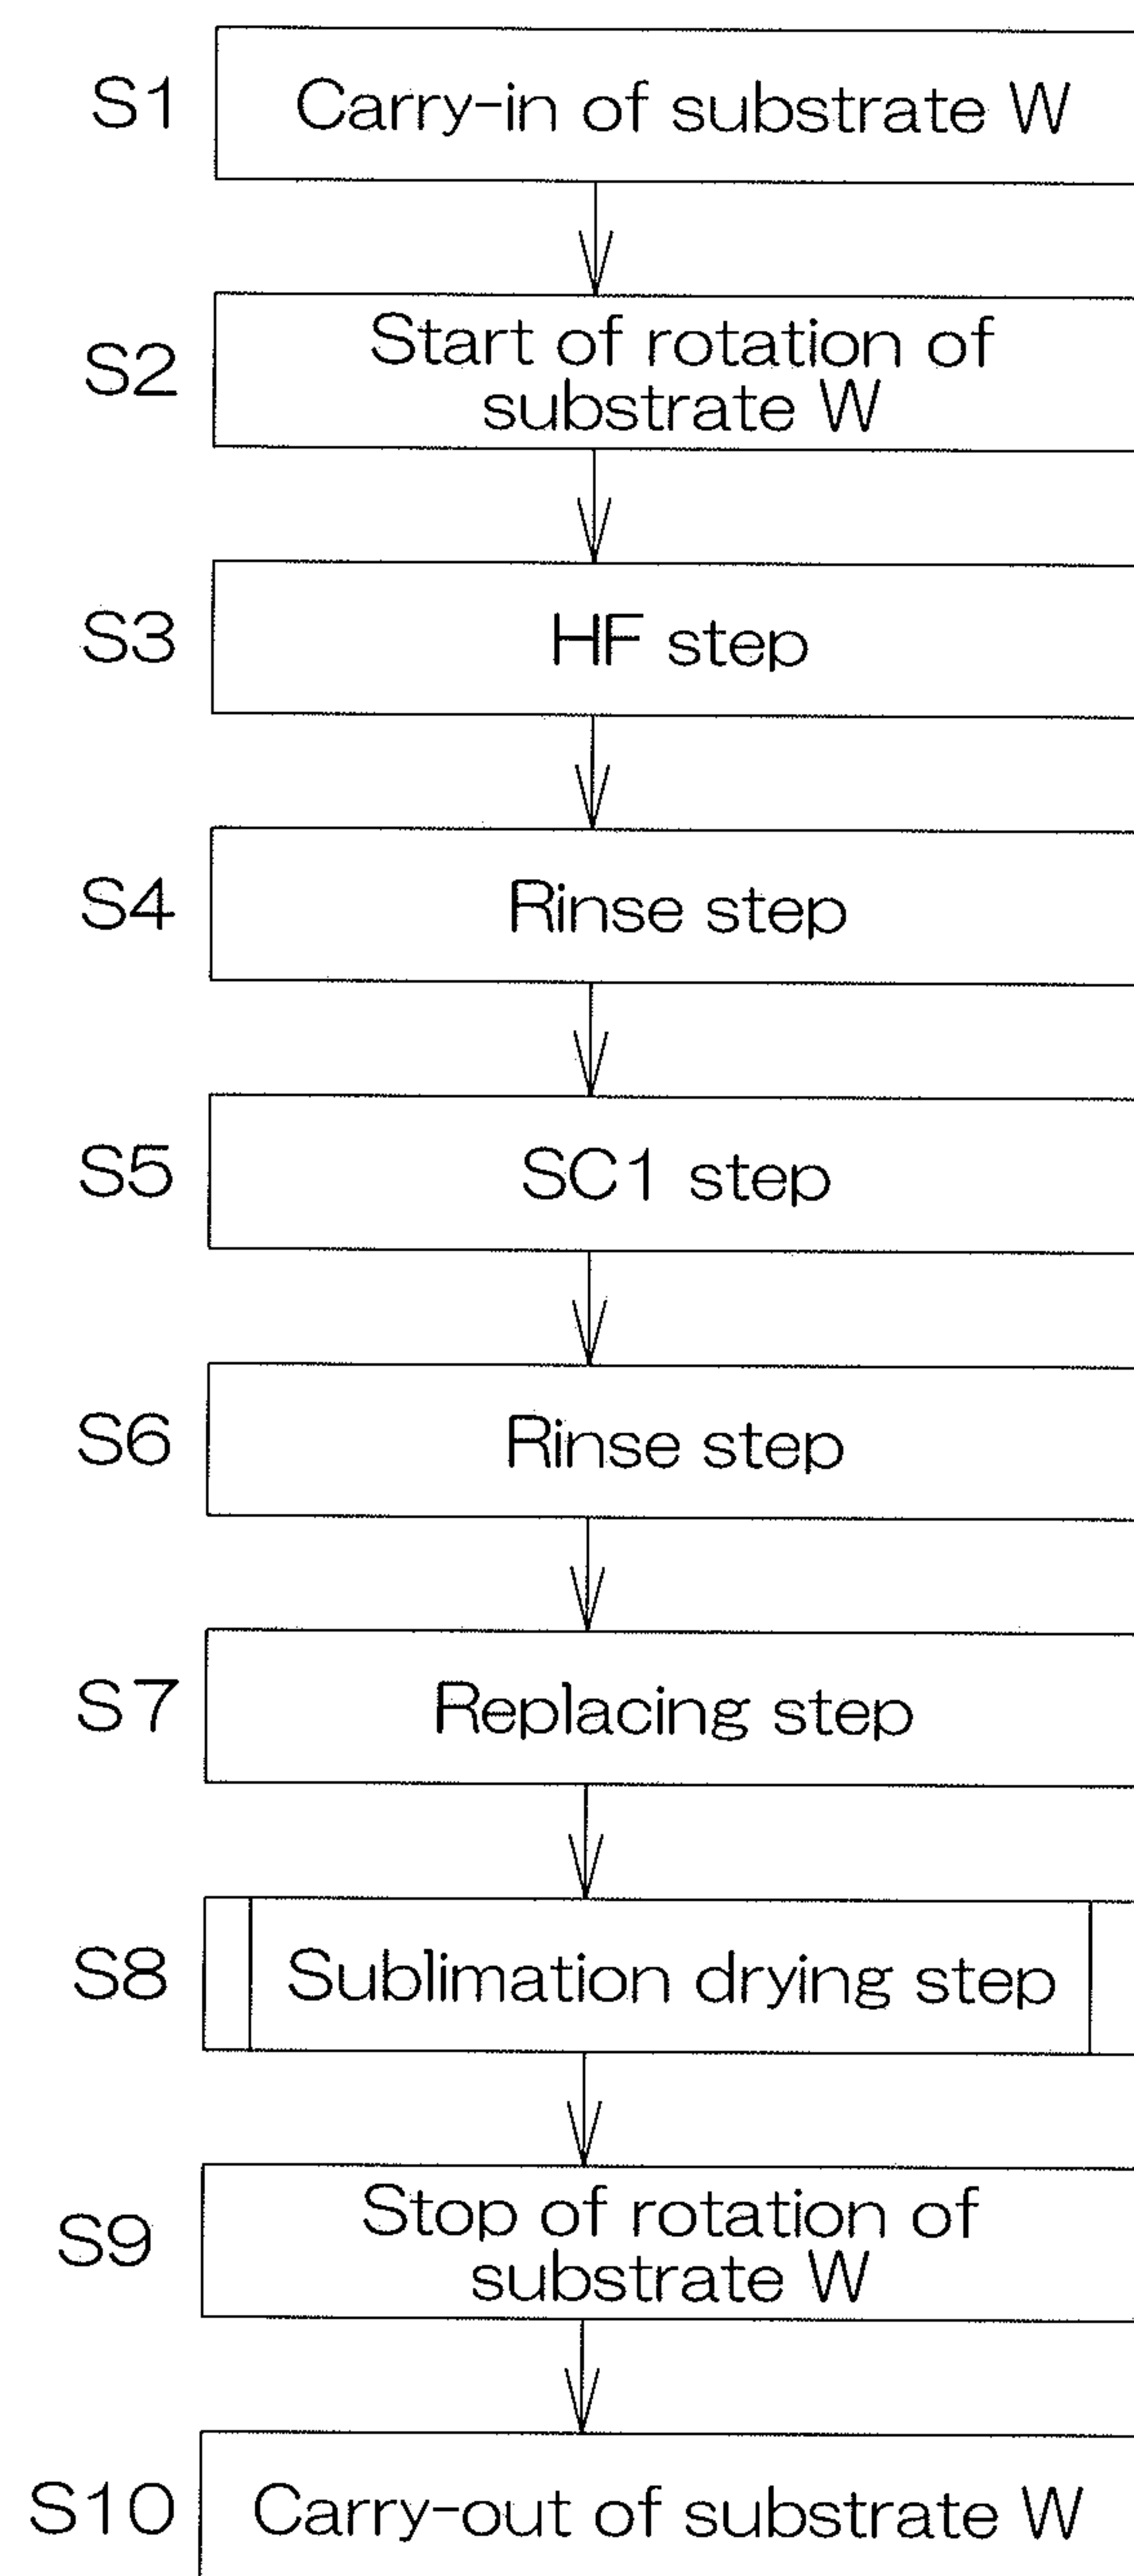 S1 Carry-in of substrate W
S2 Start of rotation of
substrate W
S3 HF step
S4 Rinse step
S5 SC1 step
S6 Rinse step
S7 Replacing step
S8 Sublimation drying step
S9 Stop of rotation of
substrate W
S10 Carry-out of substrate W